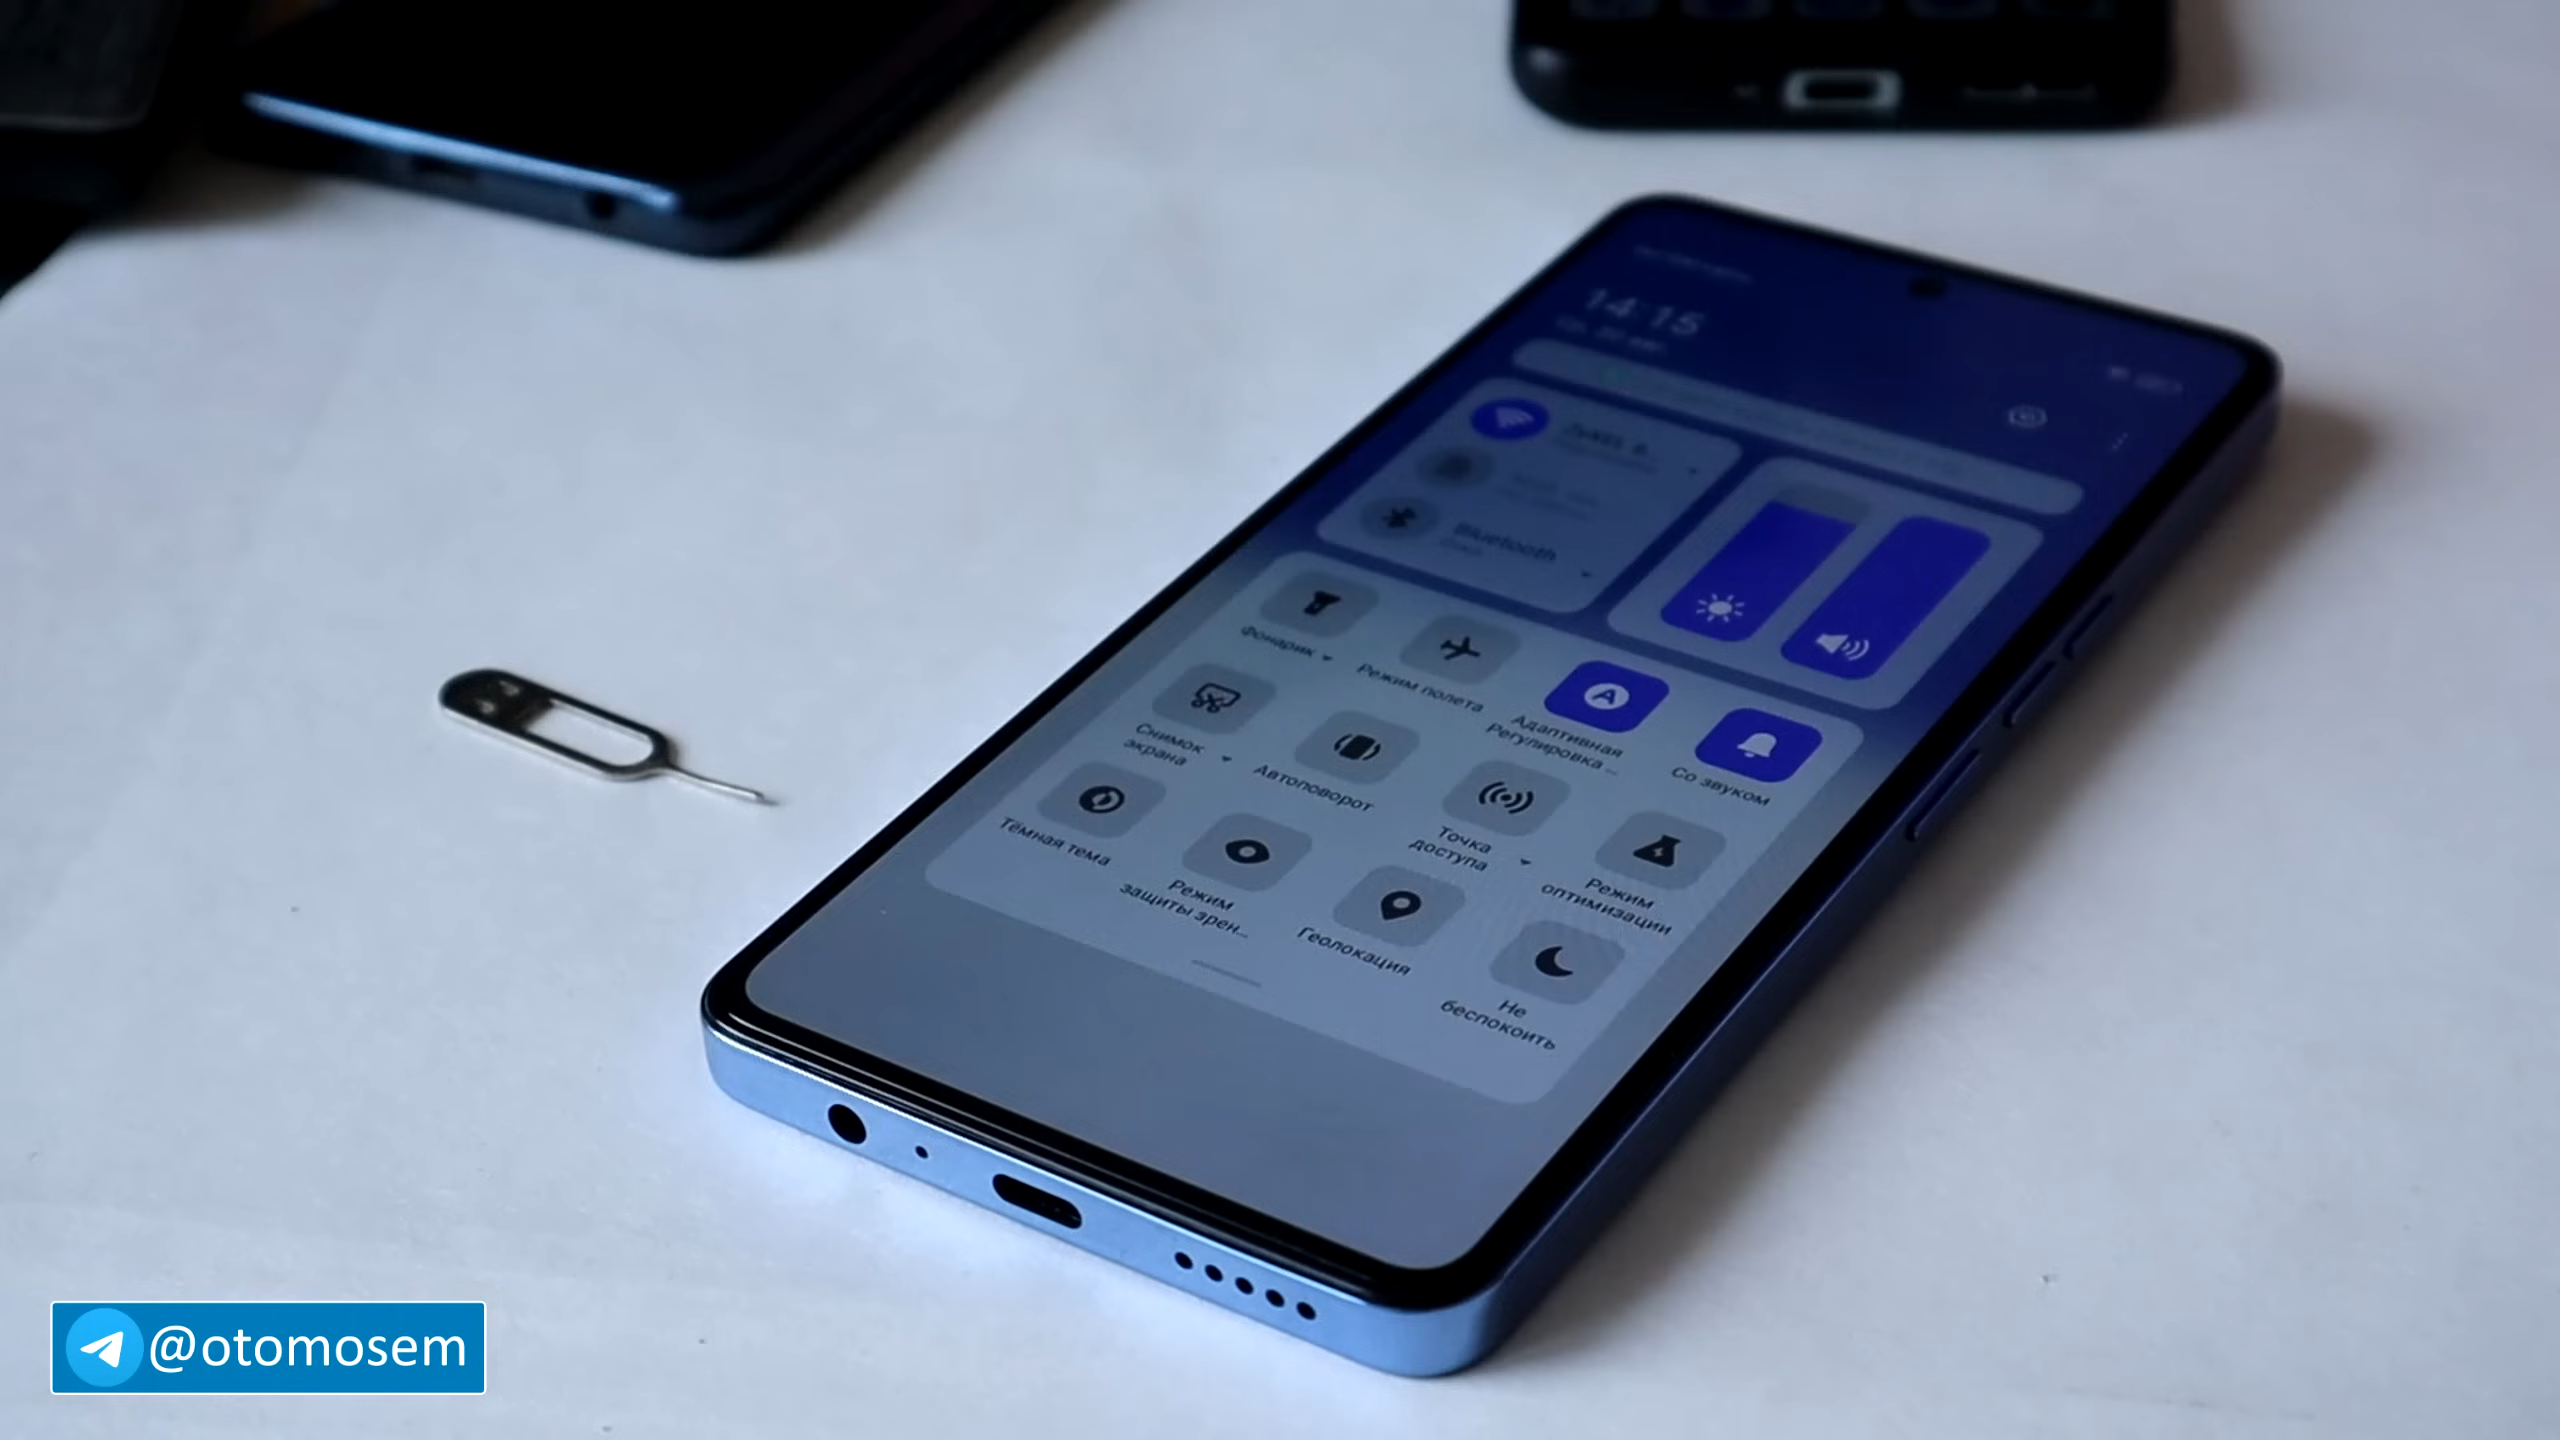 14:15
Bluetooth
Фонарик
Режим полета
Адаптивная
Регулировка ...
Со звуком
Снимок
экрана
Автоповорот
Точка
доступа
Режим
оптимизации
Тёмная тема
Режим
защиты зрен...
Геолокация
Не
беспокоить
@otomosem